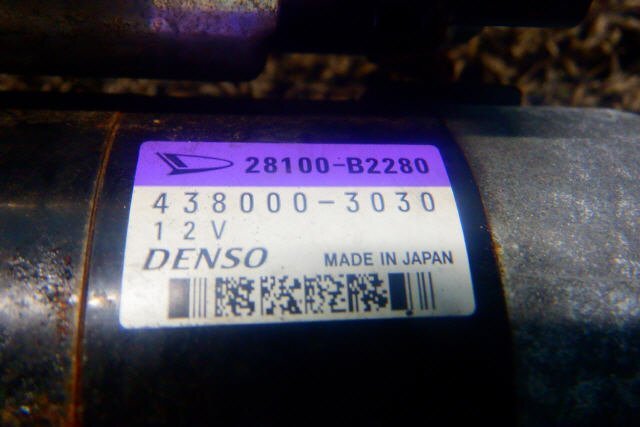 28100-B2280
438000-3030
12V
DENSO MADE IN JAPAN